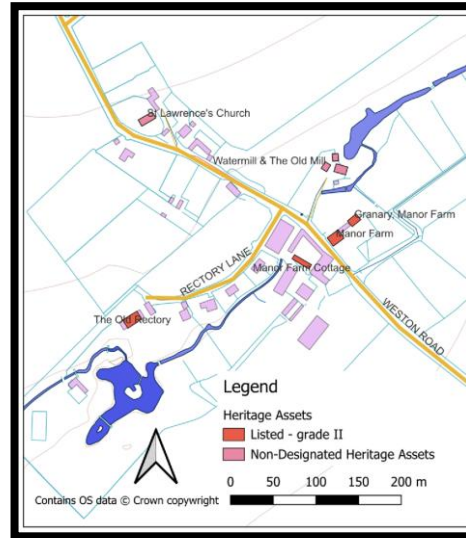 St Lawrence's Church
Watermill & The Old Mill
Granary, Manor Farm
Manor Farm
Manor Farm Cottage
RECTORY LANE
The Old Rectory
WESTON ROAD
Legend
Heritage Assets
Listed - grade II
Non-Designated Heritage Assets
Contains OS data © Crown copyright
0 50 100 150 200 m